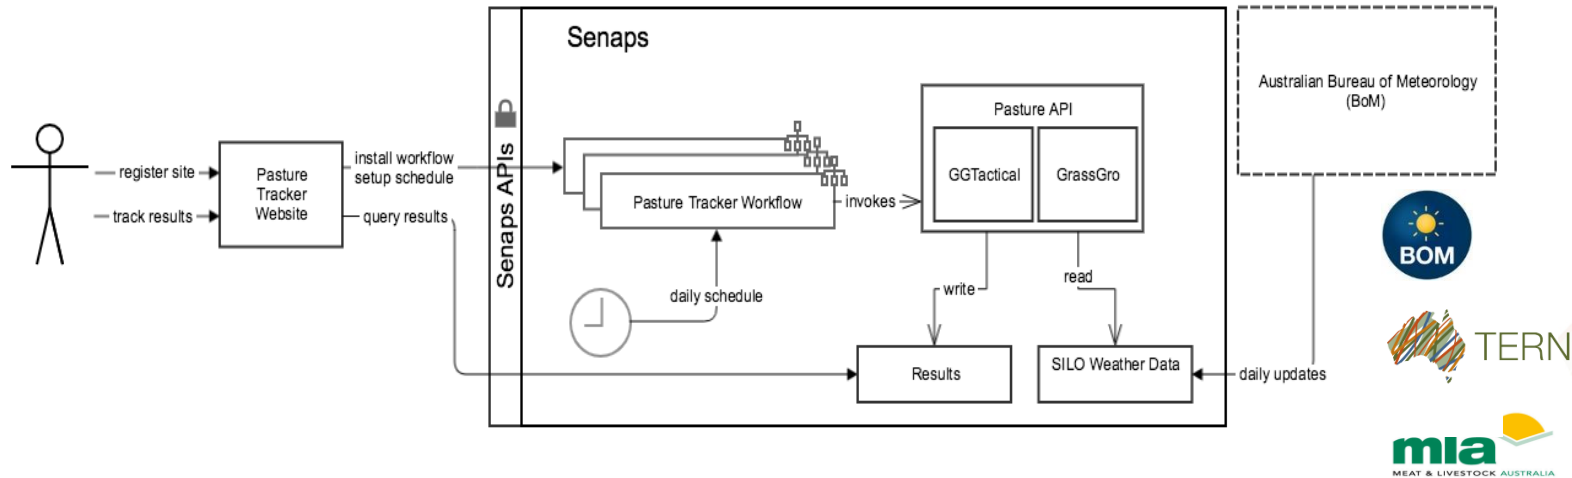 Senaps
Senaps APIs
register site
track results
Pasture
Tracker
Website
install workflow
setup schedule
query results
Pasture Tracker Workflow
daily schedule
invokes
Pasture API
GGTactical
GrassGro
write
read
Results
SILO Weather Data
daily updates
Australian Bureau of Meteorology
(BoM)
BOM
TERN
mla
MEAT & LIVESTOCK AUSTRALIA